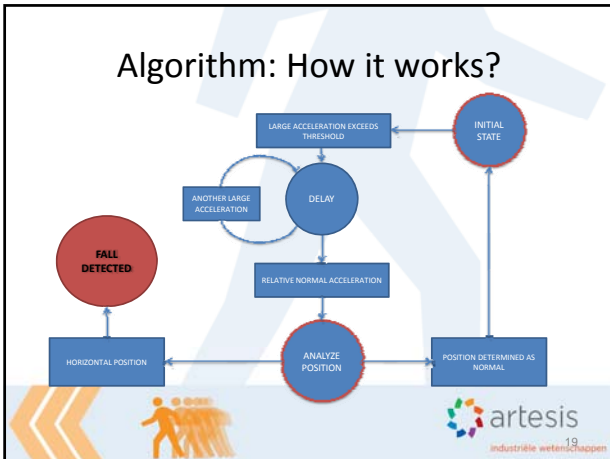 Algorithm: How it works?
LARGE ACCELERATION EXCEEDS
THRESHOLD
INITIAL
STATE
ANOTHER LARGE
ACCELERATION
DELAY
FALL
DETECTED
RELATIVE NORMAL ACCELERATION
HORIZONTAL POSITION
ANALYZE
POSITION
POSITION DETERMINED AS
NORMAL
artesis
19
industriële wetenschappen